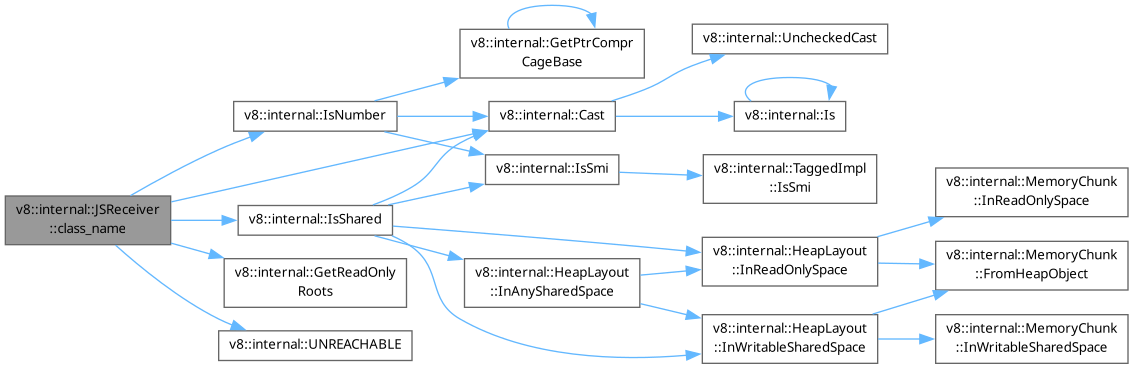 v8::internal::JSReceiver
::class_name
v8::internal::IsNumber
v8::internal::IsShared
v8::internal::GetReadOnly
Roots
v8::internal::UNREACHABLE
v8::internal::GetPtrCompr
CageBase
v8::internal::Cast
v8::internal::IsSmi
v8::internal::HeapLayout
::InAnySharedSpace
v8::internal::UncheckedCast
v8::internal::Is
v8::internal::TaggedImpl
::IsSmi
v8::internal::HeapLayout
::InReadOnlySpace
v8::internal::HeapLayout
::InWritableSharedSpace
v8::internal::MemoryChunk
::InReadOnlySpace
v8::internal::MemoryChunk
::FromHeapObject
v8::internal::MemoryChunk
::InWritableSharedSpace